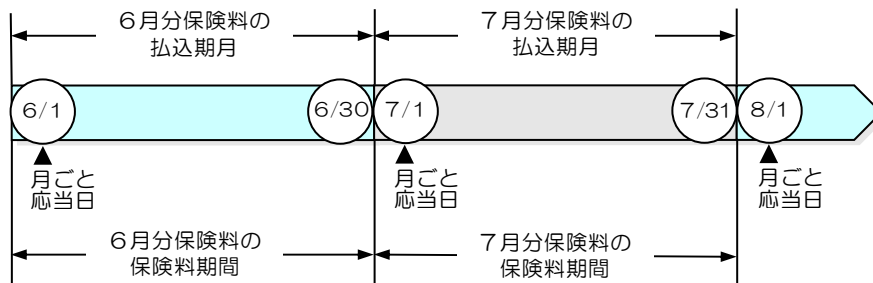 ６月分保険料の
払込期月
７月分保険料の
払込期月
6/1
6/30
7/1
7/31
8/1
月ごと
応当日
月ごと
応当日
月ごと
応当日
６月分保険料の
保険料期間
７月分保険料の
保険料期間